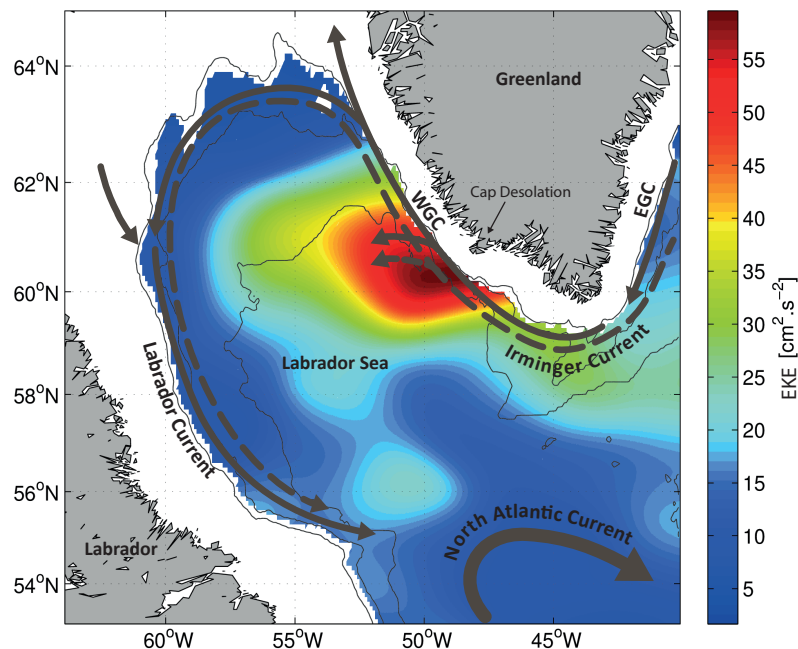 64°N
62°N
60°N
58°N
56°N
54°N
60°W
55°W
50°W
45°W
Greenland
Cap Desolation
WGC
EGC
Irminger Current
Labrador Sea
Labrador Current
Labrador
North Atlantic Current
55
50
45
40
35
30
25
20
15
10
5
EKE [cm².s⁻²]